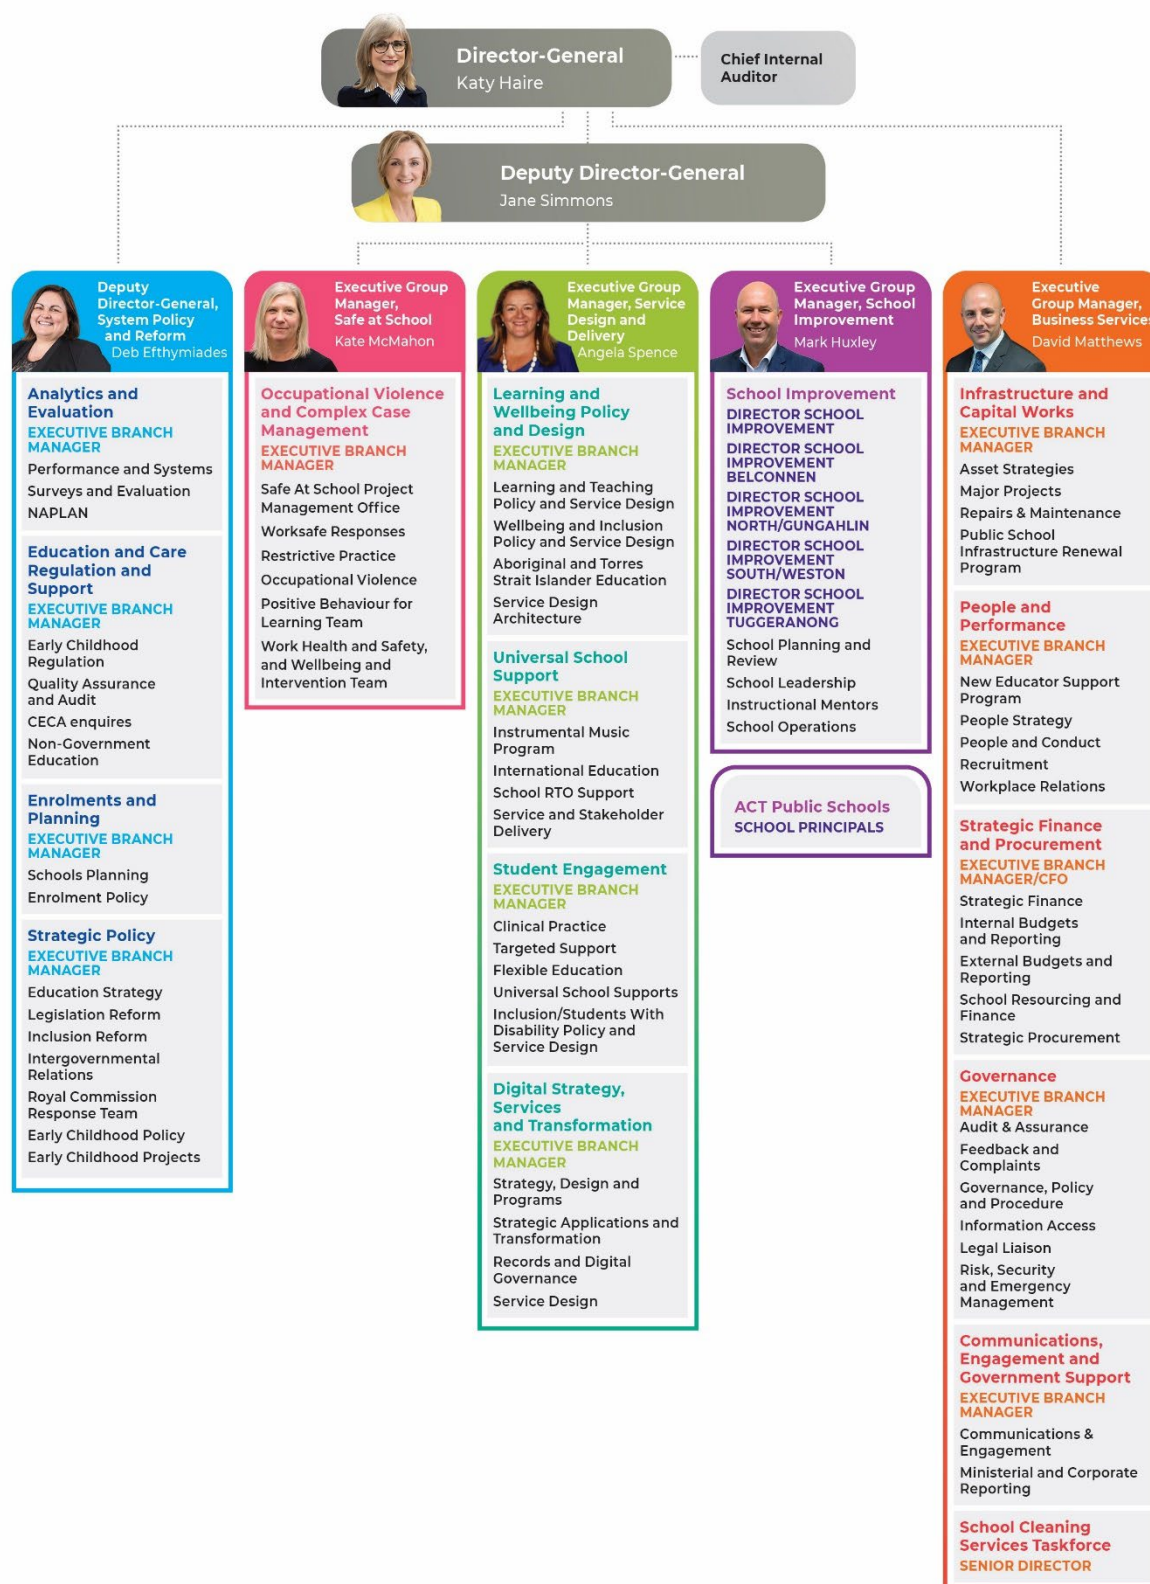 Director-General
Katy Haire
Chief Internal
Auditor
Deputy Director-General
Jane Simmons
Deputy
Director-General,
System Policy
and Reform
Deb Efthymiades
Analytics and
Evaluation
EXECUTIVE BRANCH
MANAGER
Performance and Systems
Surveys and Evaluation
NAPLAN
Education and Care
Regulation and
Support
EXECUTIVE BRANCH
MANAGER
Early Childhood
Regulation
Quality Assurance
and Audit
CECA enquires
Non-Government
Education
Enrolments and
Planning
EXECUTIVE BRANCH
MANAGER
Schools Planning
Enrolment Policy
Strategic Policy
EXECUTIVE BRANCH
MANAGER
Education Strategy
Legislation Reform
Inclusion Reform
Intergovernmental
Relations
Royal Commission
Response Team
Early Childhood Policy
Early Childhood Projects
Executive Group
Manager,
Safe at School
Kate McMahon
Occupational Violence
and Complex Case
Management
EXECUTIVE BRANCH
MANAGER
Safe At School Project
Management Office
Worksafe Responses
Restrictive Practice
Occupational Violence
Positive Behaviour for
Learning Team
Work Health and Safety,
and Wellbeing and
Intervention Team
Executive Group
Manager, Service
Design and
Delivery
Angela Spence
Learning and
Wellbeing Policy
and Design
EXECUTIVE BRANCH
MANAGER
Learning and Teaching
Policy and Service Design
Wellbeing and Inclusion
Policy and Service Design
Aboriginal and Torres
Strait Islander Education
Service Design
Architecture
Universal School
Support
EXECUTIVE BRANCH
MANAGER
Instrumental Music
Program
International Education
School RTO Support
Service and Stakeholder
Delivery
Student Engagement
EXECUTIVE BRANCH
MANAGER
Clinical Practice
Targeted Support
Flexible Education
Universal School Supports
Inclusion/Students With
Disability Policy and
Service Design
Digital Strategy,
Services
and Transformation
EXECUTIVE BRANCH
MANAGER
Strategy, Design and
Programs
Strategic Applications and
Transformation
Records and Digital
Governance
Service Design
Executive Group
Manager, School
Improvement
Mark Huxley
School Improvement
DIRECTOR SCHOOL
IMPROVEMENT
DIRECTOR SCHOOL
IMPROVEMENT
BELCONNEN
DIRECTOR SCHOOL
IMPROVEMENT
NORTH/GUNGAHLIN
DIRECTOR SCHOOL
IMPROVEMENT
SOUTH/WESTON
DIRECTOR SCHOOL
IMPROVEMENT
TUGGERANONG
School Planning and
Review
School Leadership
Instructional Mentors
School Operations
ACT Public Schools
SCHOOL PRINCIPALS
Executive
Group Manager,
Business Services
David Matthews
Infrastructure and
Capital Works
EXECUTIVE BRANCH
MANAGER
Asset Strategies
Major Projects
Repairs & Maintenance
Public School
Infrastructure Renewal
Program
People and
Performance
EXECUTIVE BRANCH
MANAGER
New Educator Support
Program
People Strategy
People and Conduct
Recruitment
Workplace Relations
Strategic Finance
and Procurement
EXECUTIVE BRANCH
MANAGER/CFO
Strategic Finance
Internal Budgets
and Reporting
External Budgets and
Reporting
School Resourcing and
Finance
Strategic Procurement
Governance
EXECUTIVE BRANCH
MANAGER
Audit & Assurance
Feedback and
Complaints
Governance, Policy
and Procedure
Information Access
Legal Liaison
Risk, Security
and Emergency
Management
Communications,
Engagement and
Government Support
EXECUTIVE BRANCH
MANAGER
Communications &
Engagement
Ministerial and Corporate
Reporting
School Cleaning
Services Taskforce
SENIOR DIRECTOR